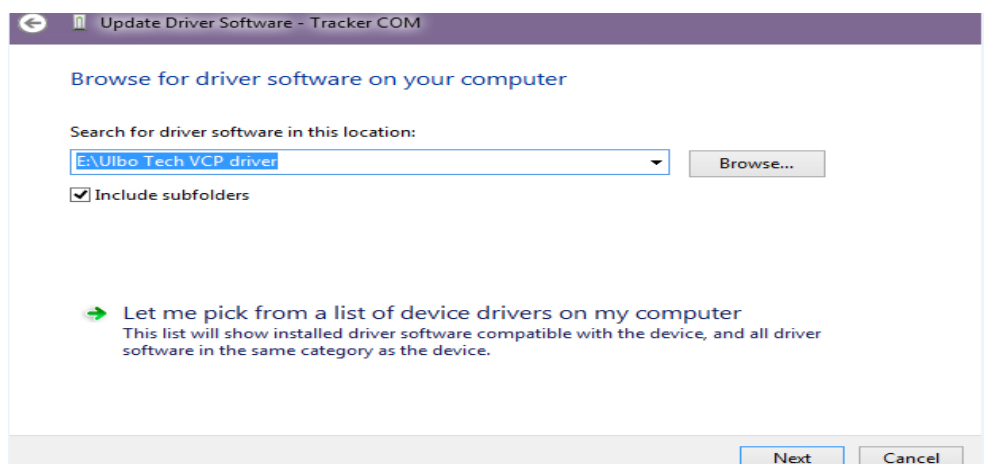 Update Driver Software - Tracker COM
Browse for driver software on your computer
Search for driver software in this location:
E:\Ulbo Tech VCP driver
Browse...
Include subfolders
Let me pick from a list of device drivers on my computer
This list will show installed driver software compatible with the device, and all driver
software in the same category as the device.
Next
Cancel